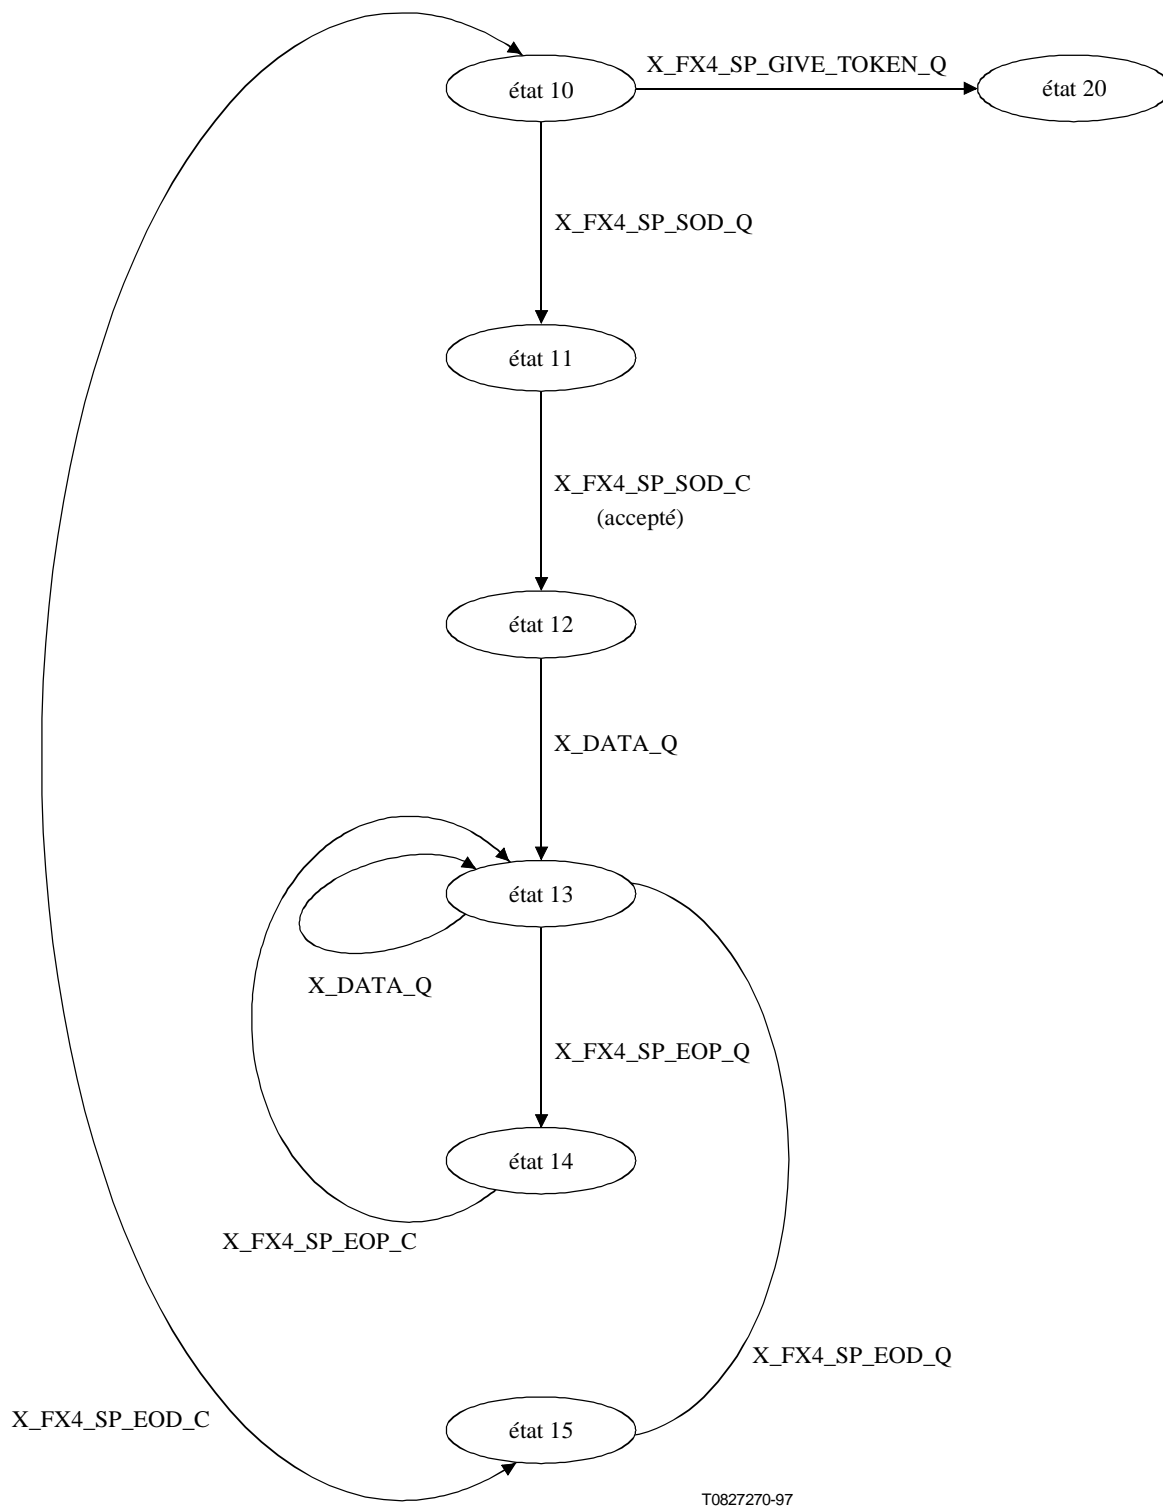 X_FX4_SP_GIVE_TOKEN_Q
état 10
état 20
X_FX4_SP_SOD_Q
état 11
X_FX4_SP_SOD_C
(accepté)
état 12
X_DATA_Q
état 13
X_DATA_Q
X_FX4_SP_EOP_Q
état 14
X_FX4_SP_EOP_C
X_FX4_SP_EOD_Q
X_FX4_SP_EOD_C
état 15
T0827270-97